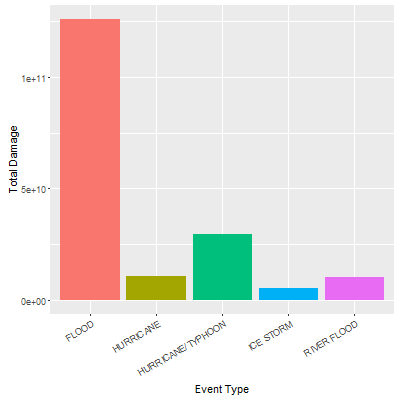 Total Damage
1e+11
5e+10
0e+00
FLOOD
HURRICANE
HURRICANE/TYPHOON
ICE STORM
RIVER FLOOD
Event Type